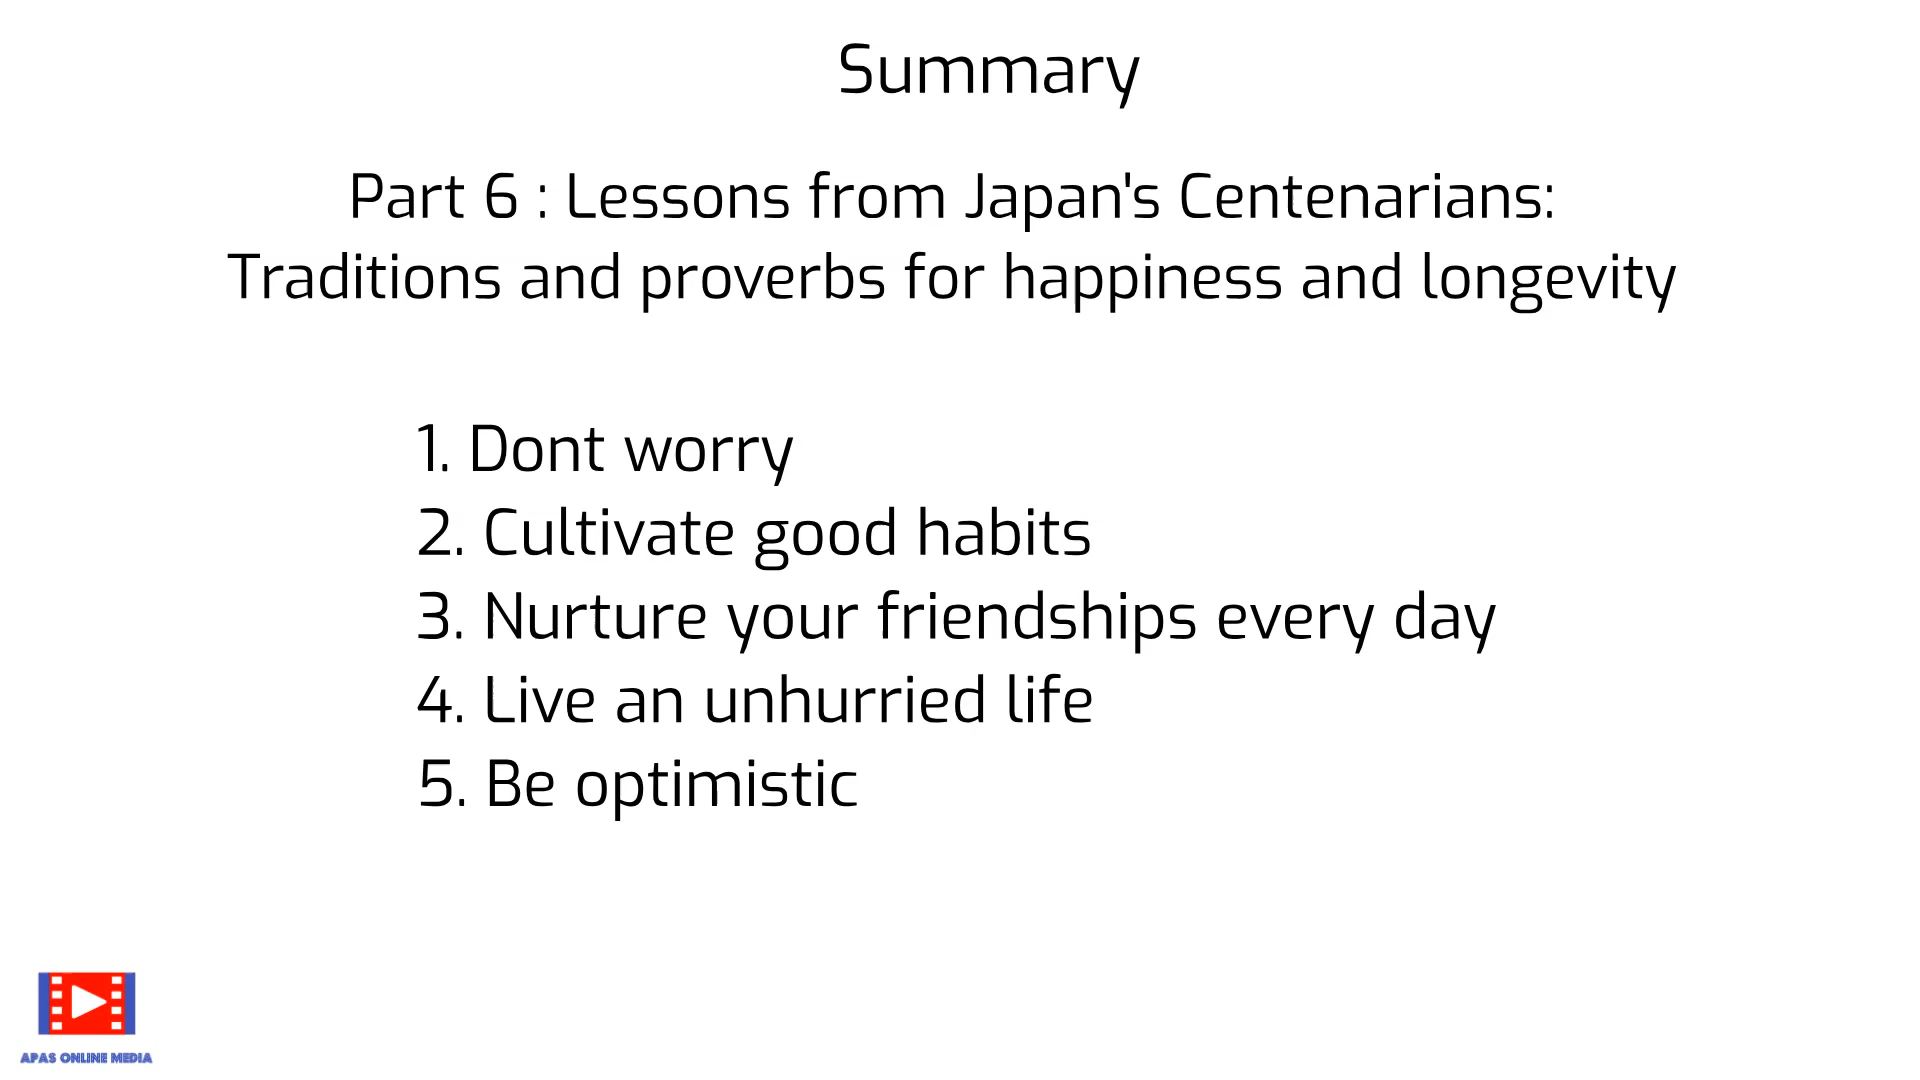 Summary
Part 6 : Lessons from Japan's Centenarians:
Traditions and proverbs for happiness and longevity
1. Dont worry
2. Cultivate good habits
3. Nurture your friendships every day
4. Live an unhurried life
5. Be optimistic
APAS ONLINE MEDIA